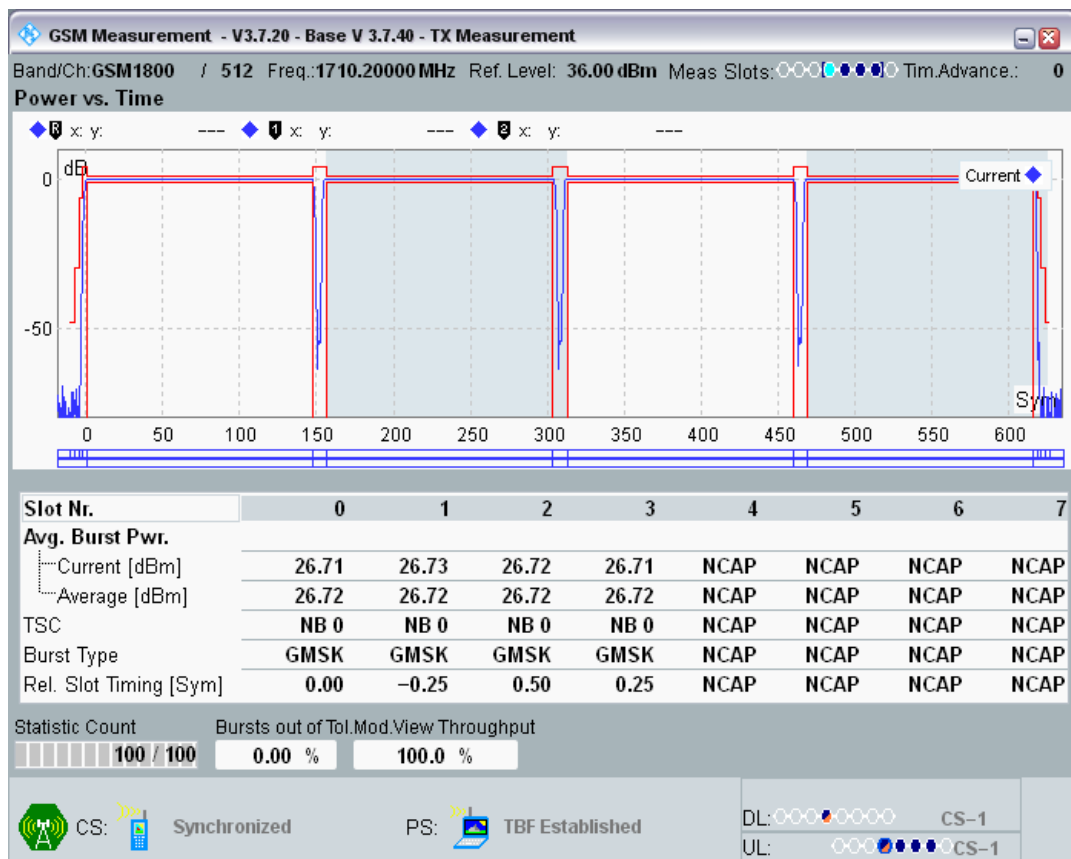 GSM Measurement - V3.7.20 - Base V 3.7.40 - TX Measurement
Band/Ch:GSM1800 / 512 Freq.:1710.20000 MHz Ref. Level: 36.00 dBm Meas Slots: Tim.Advance.: 0
Power vs. Time
R x: y: --- 1 x: y: --- 2 x: y: ---
dB
Current
0
-50
Sym
0 50 100 150 200 250 300 350 400 450 500 550 600
Slot Nr. 0 1 2 3 4 5 6 7
Avg. Burst Pwr.
Current [dBm] 26.71 26.73 26.72 26.71 NCAP NCAP NCAP NCAP
Average [dBm] 26.72 26.72 26.72 26.72 NCAP NCAP NCAP NCAP
TSC NB 0 NB 0 NB 0 NB 0 NCAP NCAP NCAP NCAP
Burst Type GMSK GMSK GMSK GMSK NCAP NCAP NCAP NCAP
Rel. Slot Timing [Sym] 0.00 −0.25 0.50 0.25 NCAP NCAP NCAP NCAP
Statistic Count Bursts out of Tol.Mod.View Throughput
100 / 100 0.00 % 100.0 %
CS: Synchronized PS: TBF Established
DL: CS−1
UL: CS−1